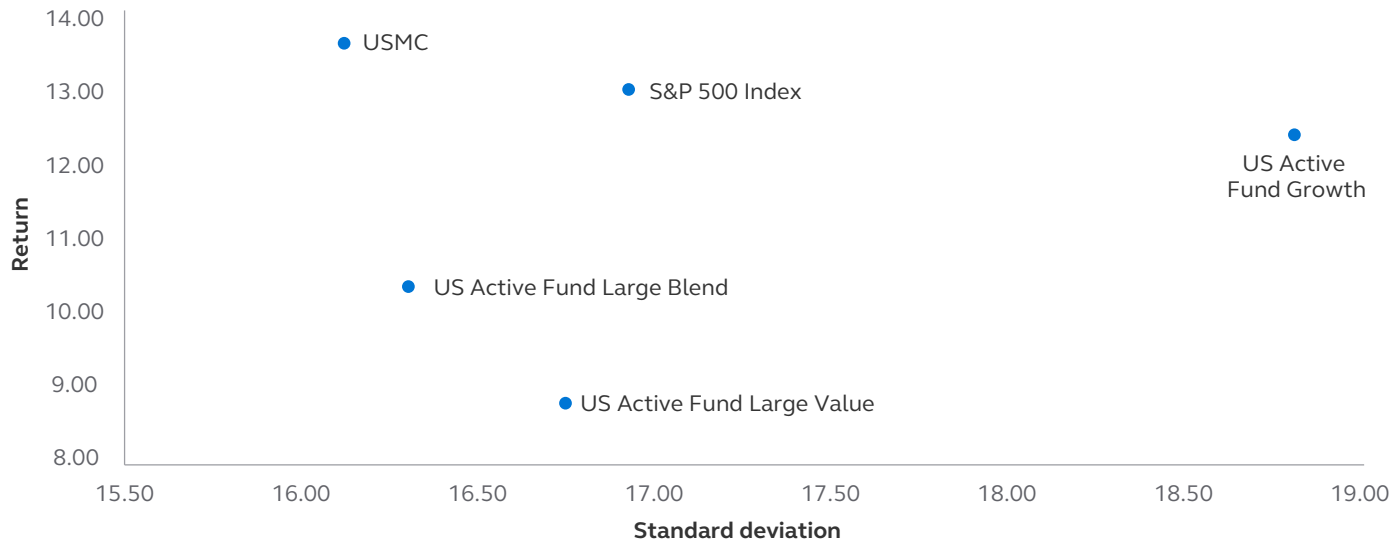 14.00
USMC
13.00
S&P 500 Index
12.00
US Active
Fund Growth
Return
11.00
US Active Fund Large Blend
10.00
9.00
US Active Fund Large Value
8.00
15.50 16.00 16.50 17.00 17.50 18.00 18.50 19.00
Standard deviation